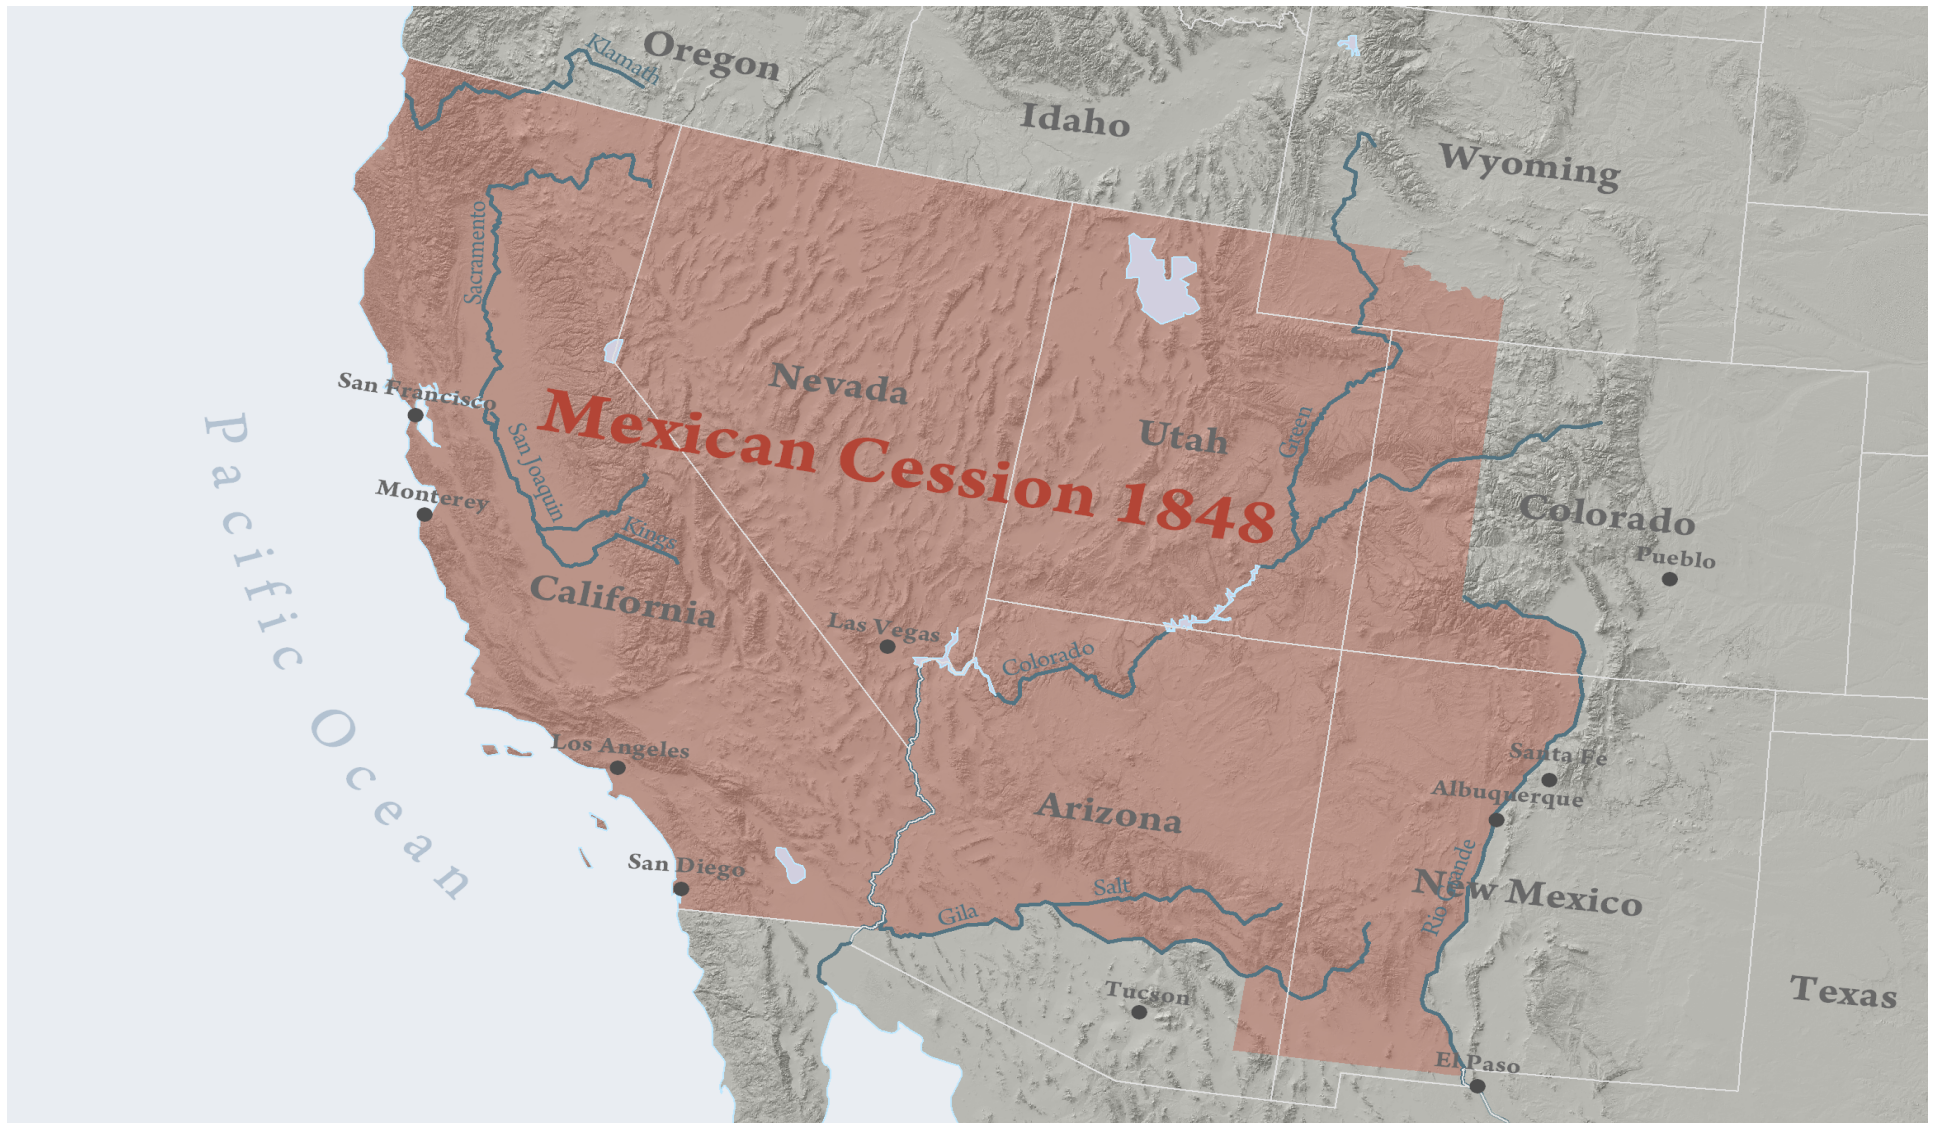 Klamath
Oregon
Idaho
Wyoming
Sacramento
San Francisco
Nevada
Utah
Green
Mexican Cession 1848
Pacific Ocean
San Joaquin
Monterey
Kings
Colorado
Pueblo
California
Las Vegas
Colorado
Los Angeles
Santa Fe
Albuquerque
Arizona
San Diego
Salt
Gila
New Mexico
Rio Grande
Tucson
Texas
El Paso